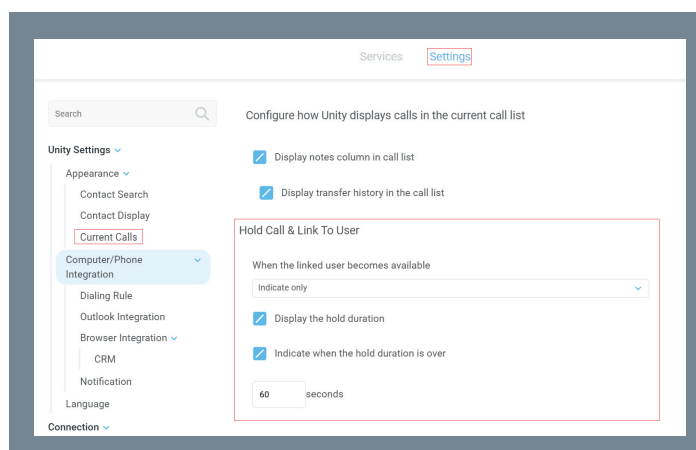 Services Settings
Search
Configure how Unity displays calls in the current call list
Unity Settings
Display notes column in call list
Appearance
Display transfer history in the call list
Contact Search
Contact Display
Current Calls
Hold Call & Link To User
Computer/Phone
Integration
When the linked user becomes available
Indicate only
Dialing Rule
Outlook Integration
Display the hold duration
Browser Integration
Indicate when the hold duration is over
CRM
Notification
60 seconds
Language
Connection